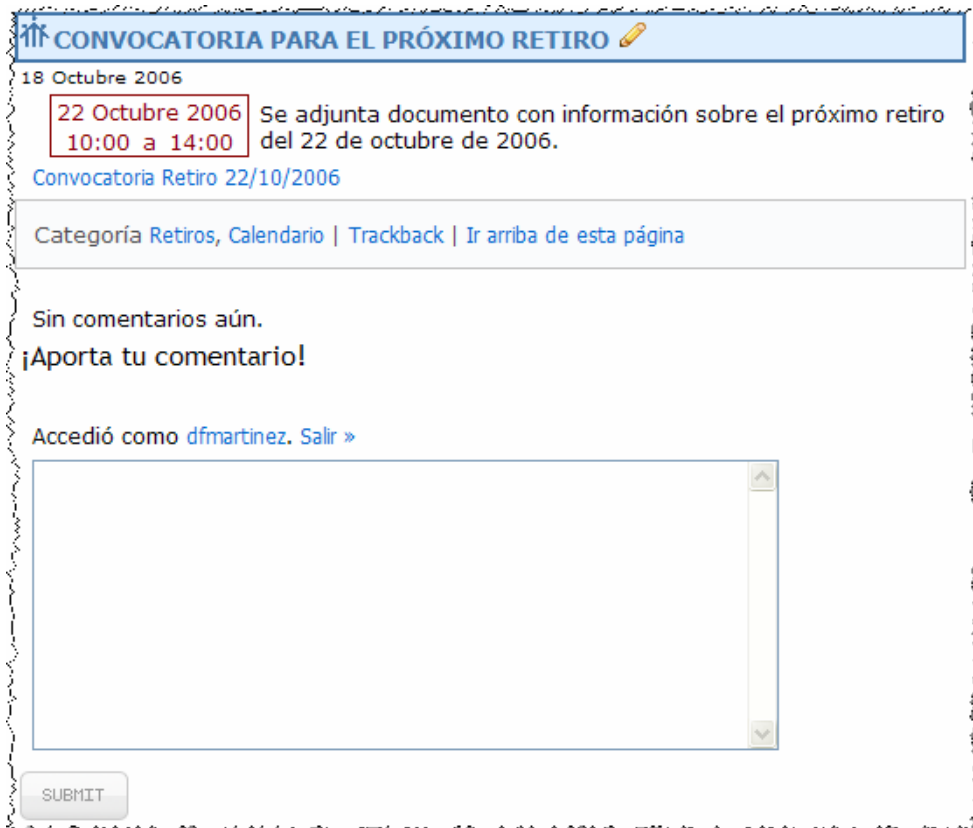 CONVOCATORIA PARA EL PRÓXIMO RETIRO
18 Octubre 2006
22 Octubre 2006
10:00 a 14:00
Se adjunta documento con información sobre el próximo retiro
del 22 de octubre de 2006.
Convocatoria Retiro 22/10/2006
Categoría Retiros, Calendario | Trackback | Ir arriba de esta página
Sin comentarios aún.
¡Aporta tu comentario!
Accedió como dfmartinez. Salir »
SUBMIT